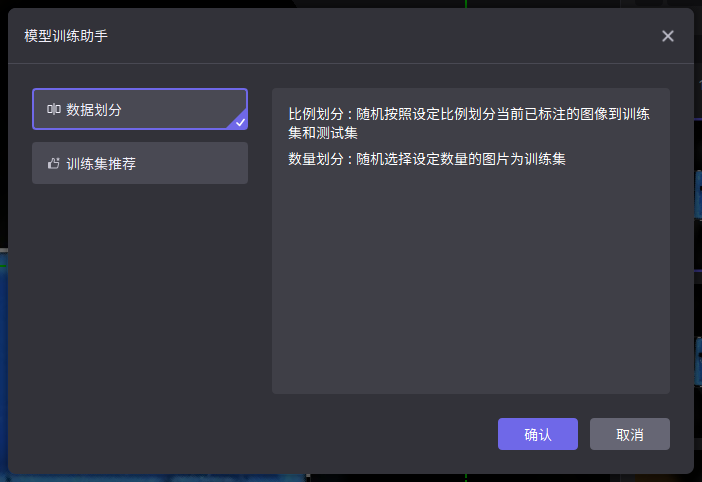 模型训练助手
数据划分
训练集推荐
比例划分：随机按照设定比例划分当前已标注的图像到训练
集和测试集
数量划分：随机选择设定数量的图片为训练集
确认
取消